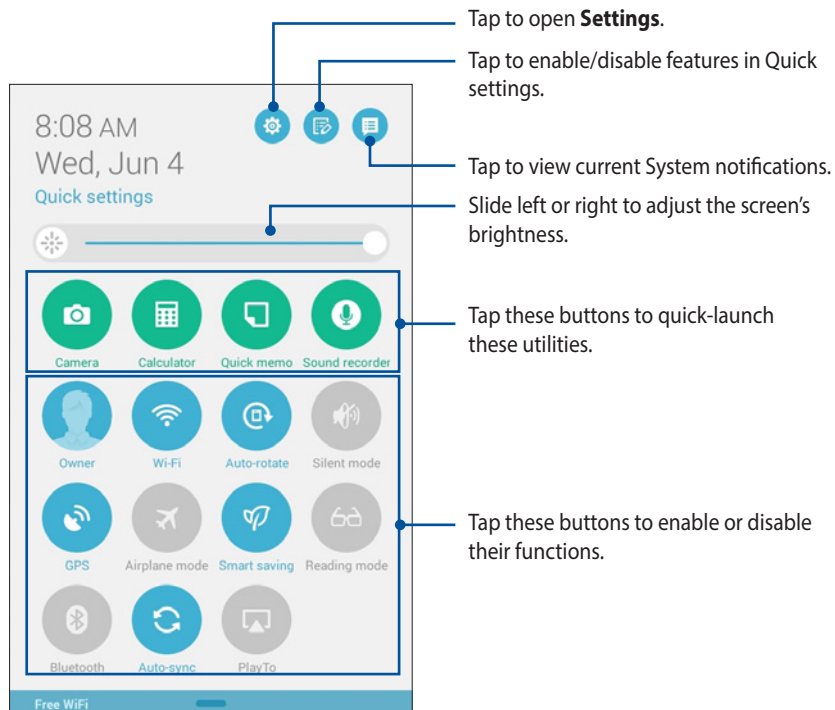 Tap to open Settings.
Tap to enable/disable features in Quick
settings.
8:08 AM
Wed, Jun 4
Quick settings
Tap to view current System notifications.
Slide left or right to adjust the screen's
brightness.
Camera Calculator Quick memo Sound recorder
Tap these buttons to quick-launch
these utilities.
Owner Wi-Fi Auto-rotate Silent mode
GPS Airplane mode Smart saving Reading mode
Tap these buttons to enable or disable
their functions.
Bluetooth Auto-sync PlayTo
Free WiFi